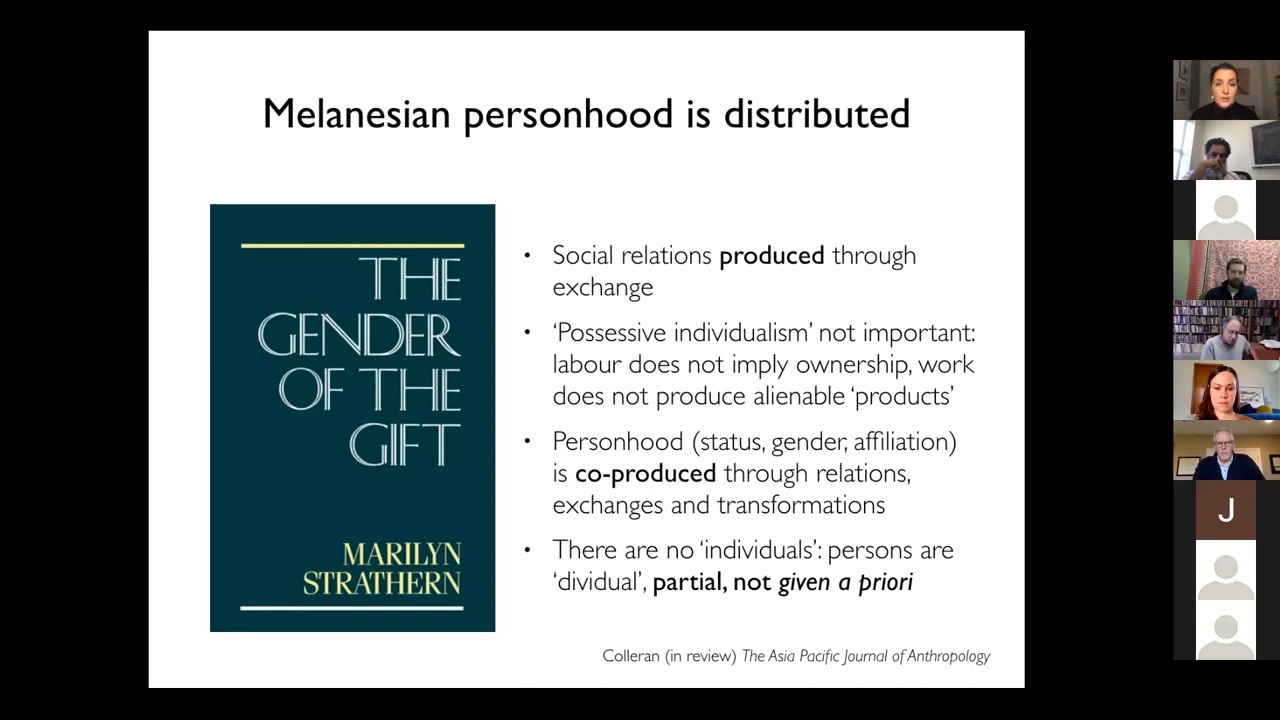 Melanesian personhood is distributed
THE
GENDER
OF THE
GIFT
MARILYN
STRATHERN
• Social relations produced through
exchange
• ‘Possessive individualism’ not important:
labour does not imply ownership, work
does not produce alienable ‘products’
• Personhood (status, gender, affiliation)
is co-produced through relations,
exchanges and transformations
• There are no ‘individuals’: persons are
‘dividual’, partial, not given a priori
Colleran (in review) The Asia Pacific Journal of Anthropology
J